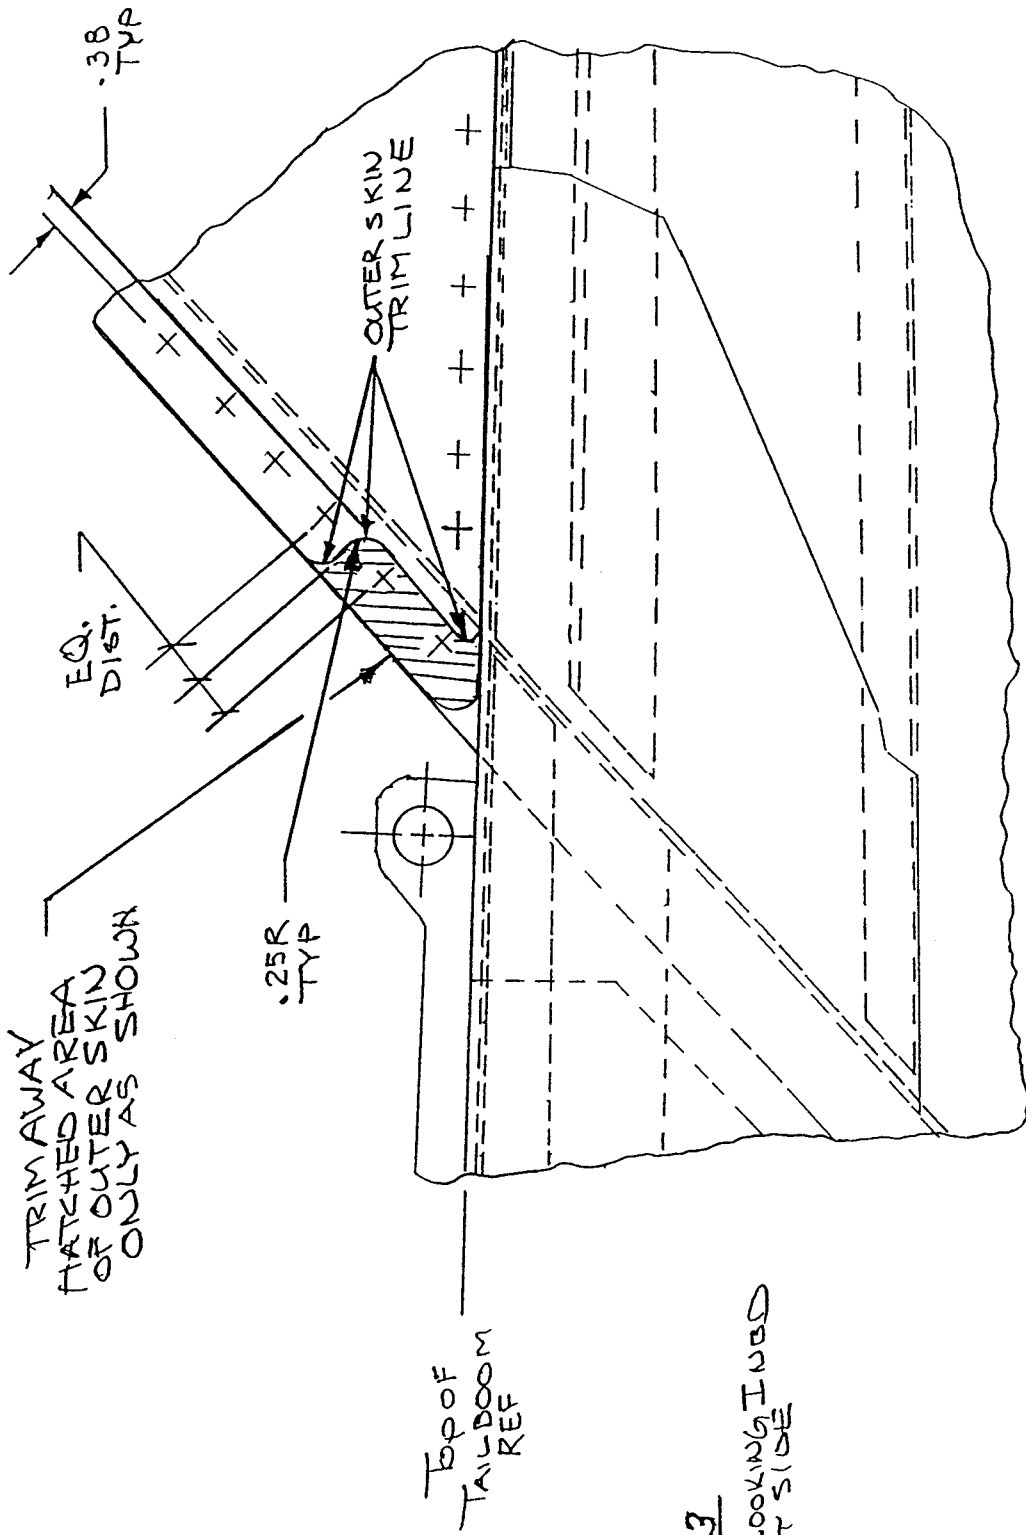 .38
TYP
OUTER SKIN
TRIM LINE
EQ.
DIST.
TRIM AWAY
HATCHED AREA
OF OUTER SKIN
ONLY AS SHOWN
.25R
TYP
TOP OF
TAILBOOM
REF
3
OOKING INBD
T SIDE